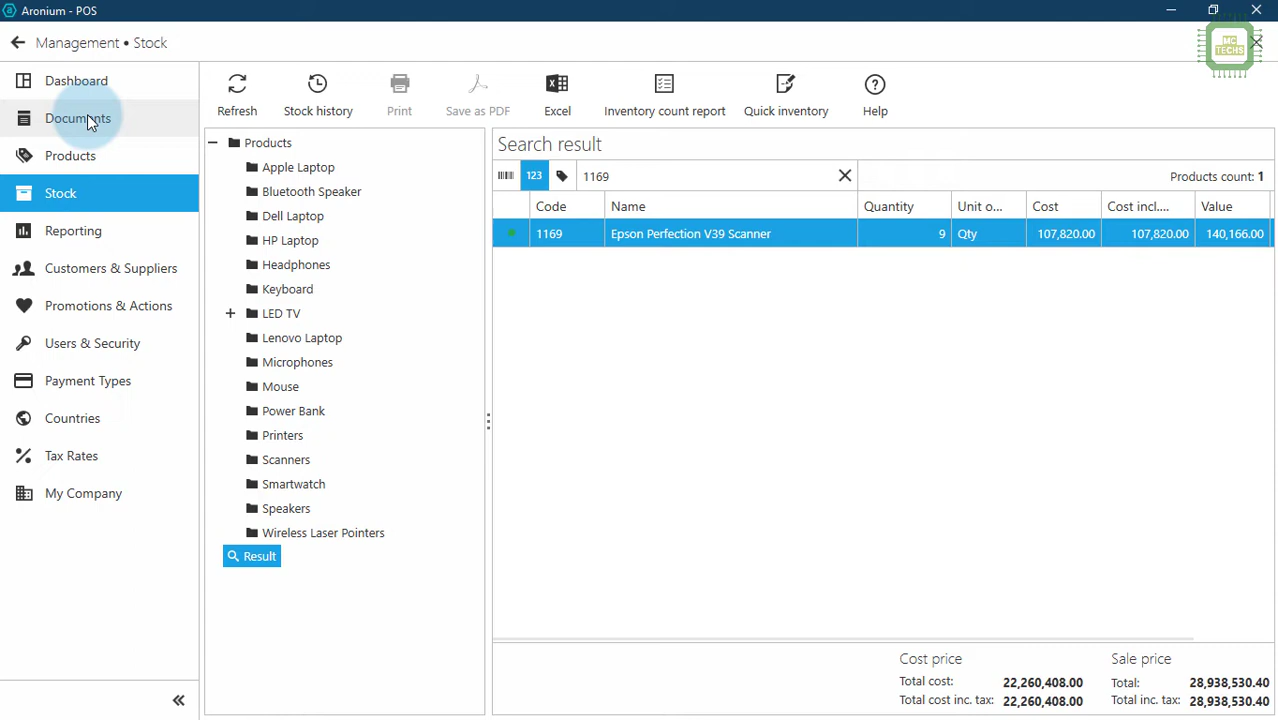 Aronium - POS
Management • Stock
MC TECHS
Dashboard
Documents
Products
Stock
Reporting
Customers & Suppliers
Promotions & Actions
Users & Security
Payment Types
Countries
Tax Rates
My Company
Refresh
Stock history
Print
Save as PDF
Excel
Inventory count report
Quick inventory
Help
Products
Apple Laptop
Bluetooth Speaker
Dell Laptop
HP Laptop
Headphones
Keyboard
LED TV
Lenovo Laptop
Microphones
Mouse
Power Bank
Printers
Scanners
Smartwatch
Speakers
Wireless Laser Pointers
Result
Search result
123 1169 Products count: 1
Code Name Quantity Unit o... Cost Cost incl.... Value
1169 Epson Perfection V39 Scanner 9 Qty 107,820.00 107,820.00 140,166.00
Cost price Sale price
Total cost: 22,260,408.00 Total: 28,938,530.40
Total cost inc. tax: 22,260,408.00 Total inc. tax: 28,938,530.40